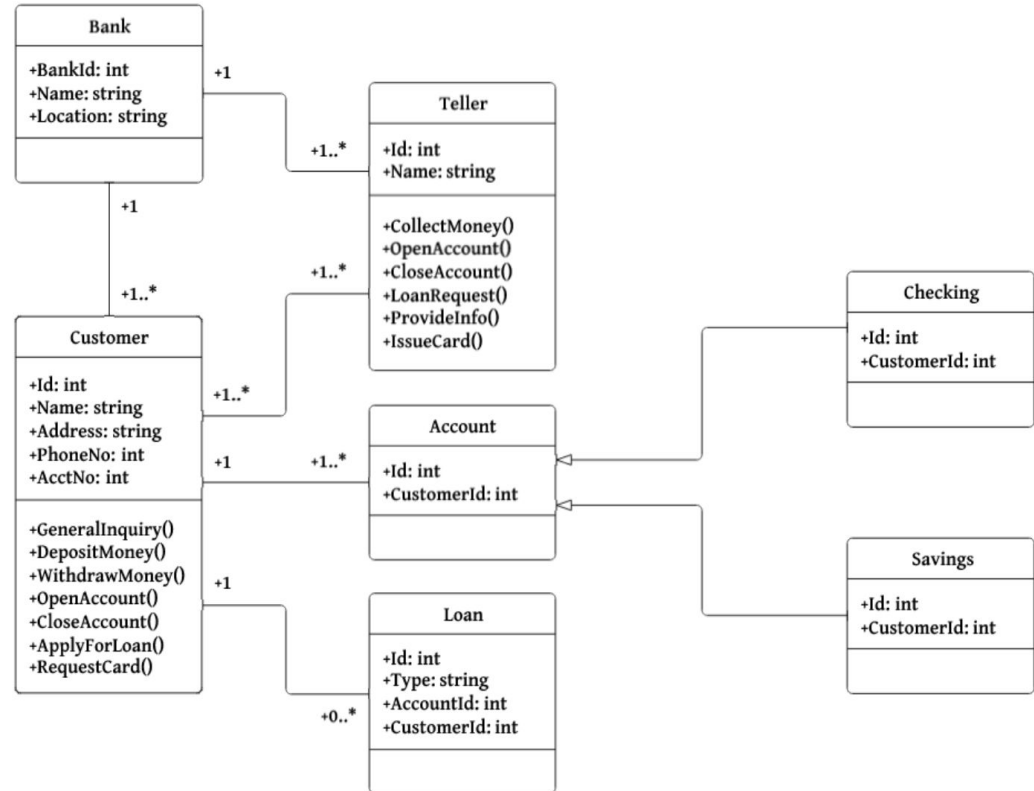 Bank
+BankId: int
+Name: string
+Location: string
+1
+1..*
Teller
+Id: int
+Name: string
+CollectMoney()
+OpenAccount()
+CloseAccount()
+LoanRequest()
+ProvideInfo()
+IssueCard()
+1
+1..*
+1..*
+1..*
Customer
+Id: int
+Name: string
+Address: string
+PhoneNo: int
+AcctNo: int
+GeneralInquiry()
+DepositMoney()
+WithdrawMoney()
+OpenAccount()
+CloseAccount()
+ApplyForLoan()
+RequestCard()
+1
+1..*
Account
+Id: int
+CustomerId: int
+1
+0..*
Loan
+Id: int
+Type: string
+AccountId: int
+CustomerId: int
Checking
+Id: int
+CustomerId: int
Savings
+Id: int
+CustomerId: int